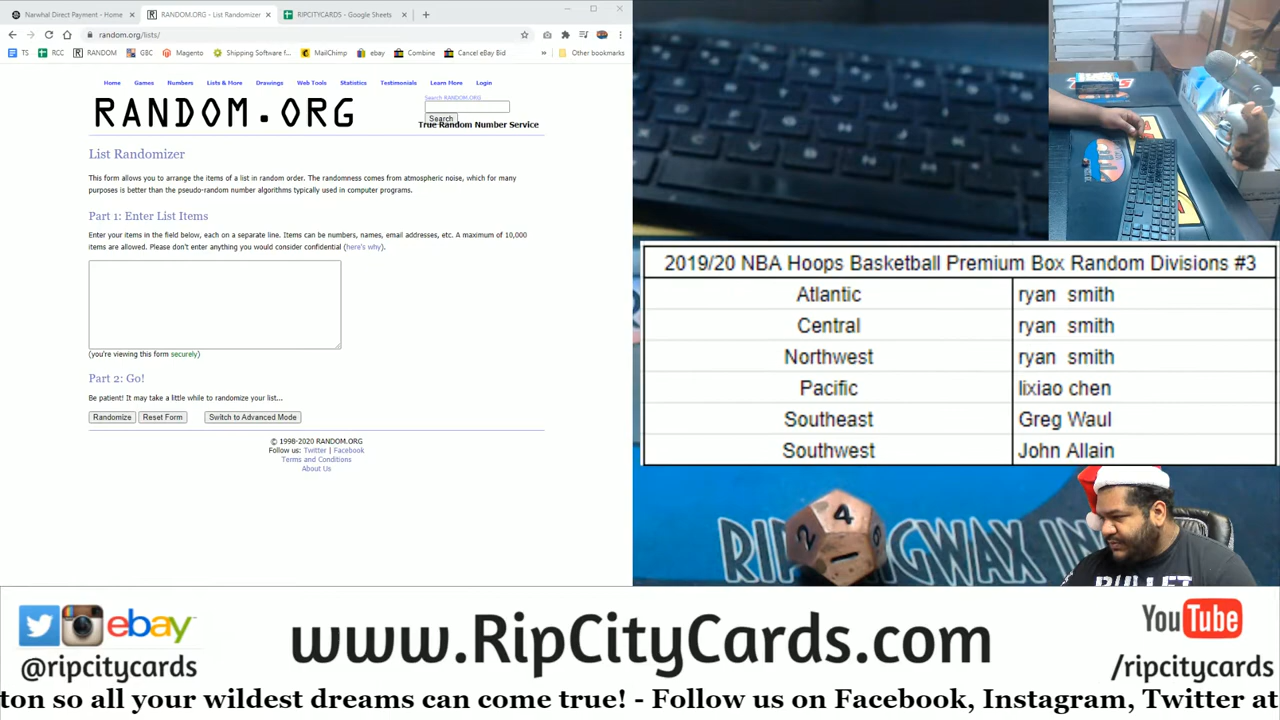 Narwhal Direct Payment - Home
RANDOM.ORG - List Randomizer
RIPCITYCARDS - Google Sheets
random.org/lists/
TS RCC RANDOM GBC Magento Shipping Software f... MailChimp ebay Combine Cancel eBay Bid » Other bookmarks
Home Games Numbers Lists & More Drawings Web Tools Statistics Testimonials Learn More Login
Search RANDOM.ORG
RANDOM.ORG
Search
True Random Number Service
List Randomizer
This form allows you to arrange the items of a list in random order. The randomness comes from atmospheric noise, which for many
purposes is better than the pseudo-random number algorithms typically used in computer programs.
Part 1: Enter List Items
Enter your items in the field below, each on a separate line. Items can be numbers, names, email addresses, etc. A maximum of 10,000
items are allowed. Please don't enter anything you would consider confidential (here's why).
(you're viewing this form securely)
Part 2: Go!
Be patient! It may take a little while to randomize your list...
Randomize Reset Form Switch to Advanced Mode
© 1998-2020 RANDOM.ORG
Follow us: Twitter | Facebook
Terms and Conditions
About Us
2019/20 NBA Hoops Basketball Premium Box Random Divisions #3
Atlantic ryan smith
Central ryan smith
Northwest ryan smith
Pacific lixiao chen
Southeast Greg Waul
Southwest John Allain
2 4
BULLET
ebay
@ripcitycards
www.RipCityCards.com
YouTube
/ripcitycards
ton so all your wildest dreams can come true! - Follow us on Facebook, Instagram, Twitter at